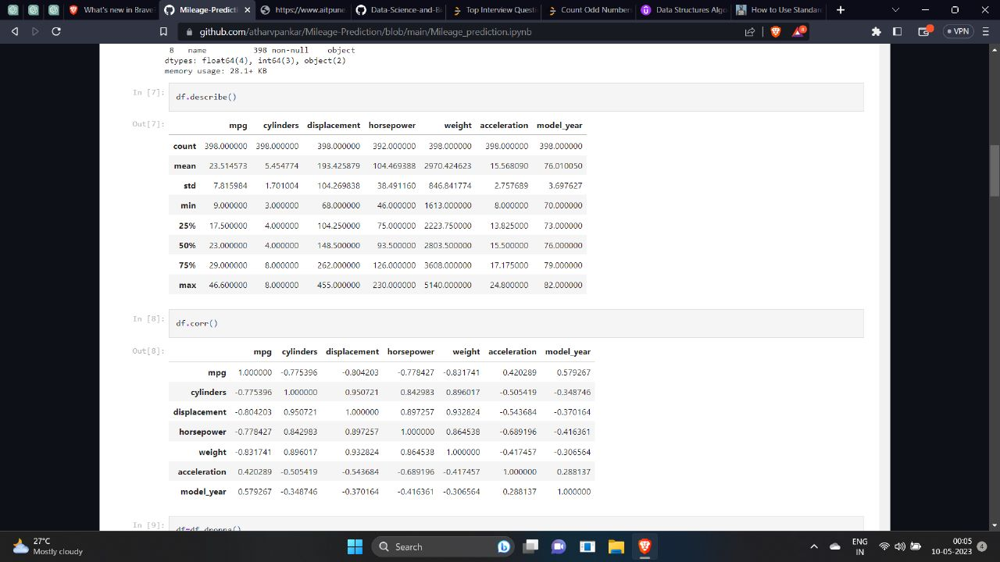 What's new in Brave
Mileage-Predicti
https://www.aitpune.
Data-Science-and-B
Top Interview Questi
Count Odd Numbers
Data Structures Algo
How to Use Standar
github.com/atharvpankar/Mileage-Prediction/blob/main/Mileage_prediction.ipynb
8
VPN
8 name 398 non-null object
dtypes: float64(4), int64(3), object(2)
memory usage: 28.1+ KB
In [7]: df.describe()
Out[7]: mpg cylinders displacement horsepower weight acceleration model_year
count 398.000000 398.000000 398.000000 392.000000 398.000000 398.000000 398.000000
mean 23.514573 5.454774 193.425879 104.469388 2970.424623 15.568090 76.010050
std 7.815984 1.701004 104.269838 38.491160 846.841774 2.757689 3.697627
min 9.000000 3.000000 68.000000 46.000000 1613.000000 8.000000 70.000000
25% 17.500000 4.000000 104.250000 75.000000 2223.750000 13.825000 73.000000
50% 23.000000 4.000000 148.500000 93.500000 2803.500000 15.500000 76.000000
75% 29.000000 8.000000 262.000000 126.000000 3608.000000 17.175000 79.000000
max 46.600000 8.000000 455.000000 230.000000 5140.000000 24.800000 82.000000
In [8]: df.corr()
Out[8]: mpg cylinders displacement horsepower weight acceleration model_year
mpg 1.000000 -0.775396 -0.804203 -0.778427 -0.831741 0.420289 0.579267
cylinders -0.775396 1.000000 0.950721 0.842983 0.896017 -0.505419 -0.348746
displacement -0.804203 0.950721 1.000000 0.897257 0.932824 -0.543684 -0.370164
horsepower -0.778427 0.842983 0.897257 1.000000 0.864538 -0.689196 -0.416361
weight -0.831741 0.896017 0.932824 0.864538 1.000000 -0.417457 -0.306564
acceleration 0.420289 -0.505419 -0.543684 -0.689196 -0.417457 1.000000 0.288137
model_year 0.579267 -0.348746 -0.370164 -0.416361 -0.306564 0.288137 1.000000
In [9]: df=df.dropna()
27°C
Mostly cloudy
Search
ENG
IN
00:05
10-05-2023
4